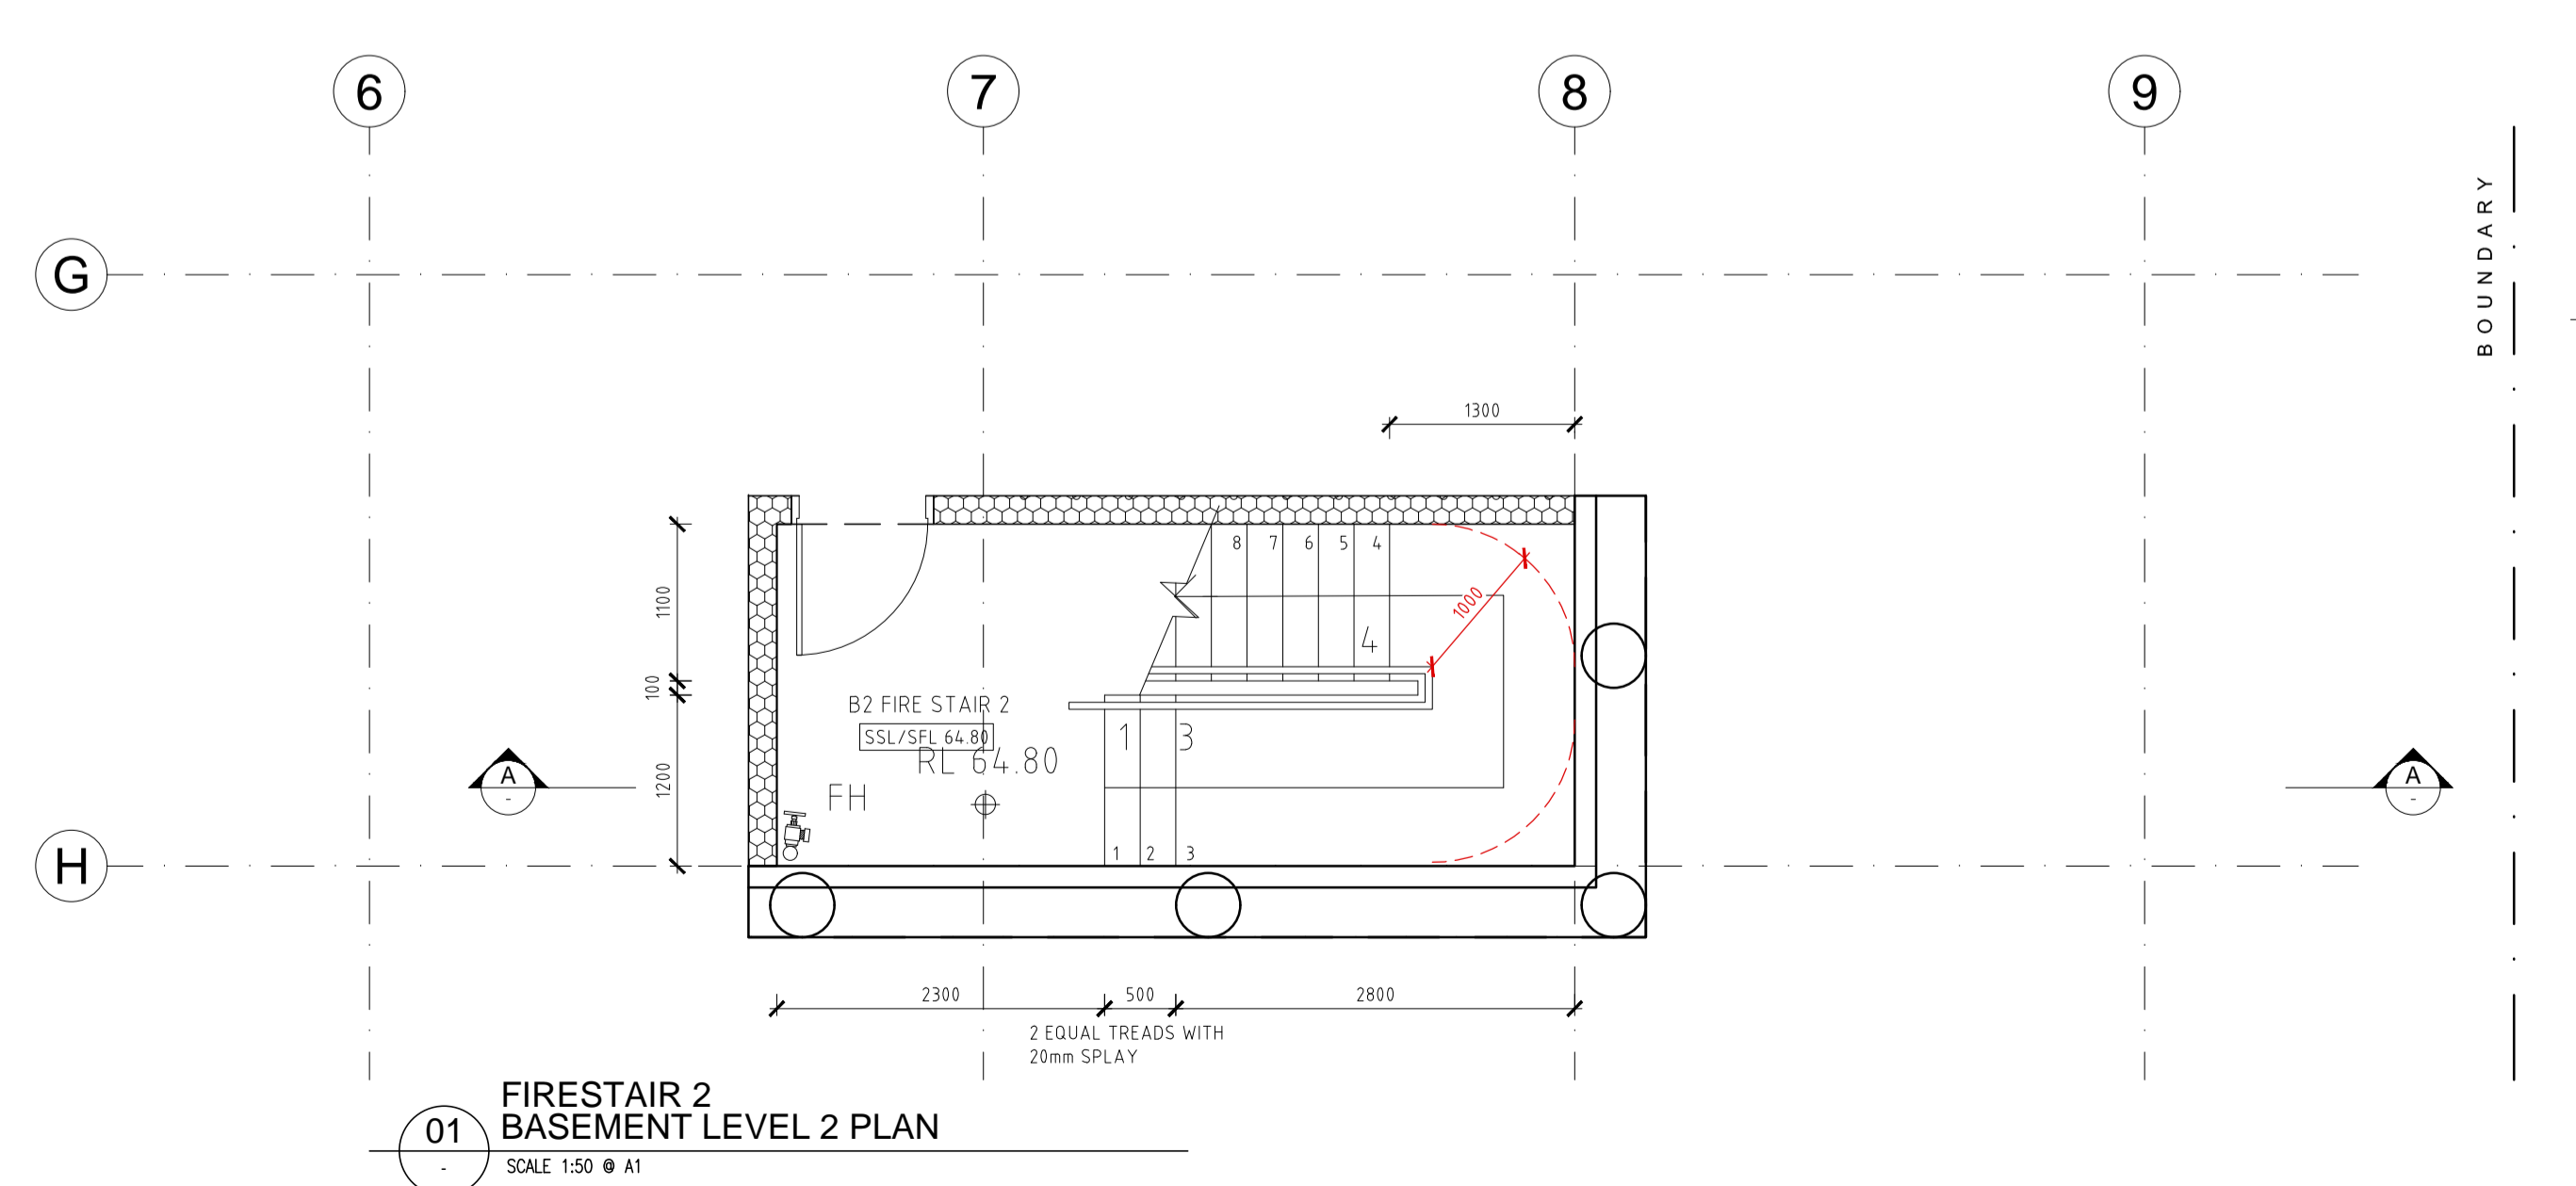 6
7
8
9
BOUNDARY
G
1300
8
7
6
5
4
1100
1000
4
100
B2 FIRE STAIR 2
SSL/SFL 64.80
RL 64.80
1
3
A
-
A
-
1200
FH
1
2
3
H
2300
500
2800
2 EQUAL TREADS WITH
20mm SPLAY
FIRESTAIR 2
BASEMENT LEVEL 2 PLAN
01
-
SCALE 1:50 @ A1